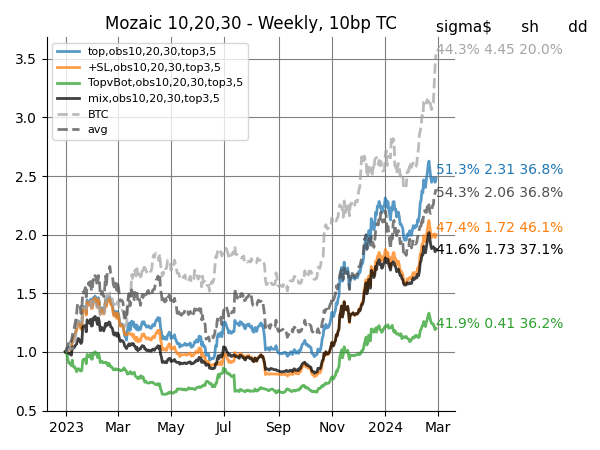 Mozaic 10,20,30 - Weekly, 10bp TC
sigma$ sh dd
top,obs10,20,30,top3,5
+SL,obs10,20,30,top3,5
TopvBot,obs10,20,30,top3,5
mix,obs10,20,30,top3,5
BTC
avg
44.3% 4.45 20.0%
51.3% 2.31 36.8%
54.3% 2.06 36.8%
47.4% 1.72 46.1%
41.6% 1.73 37.1%
41.9% 0.41 36.2%
3.5
3.0
2.5
2.0
1.5
1.0
0.5
2023 Mar May Jul Sep Nov 2024 Mar